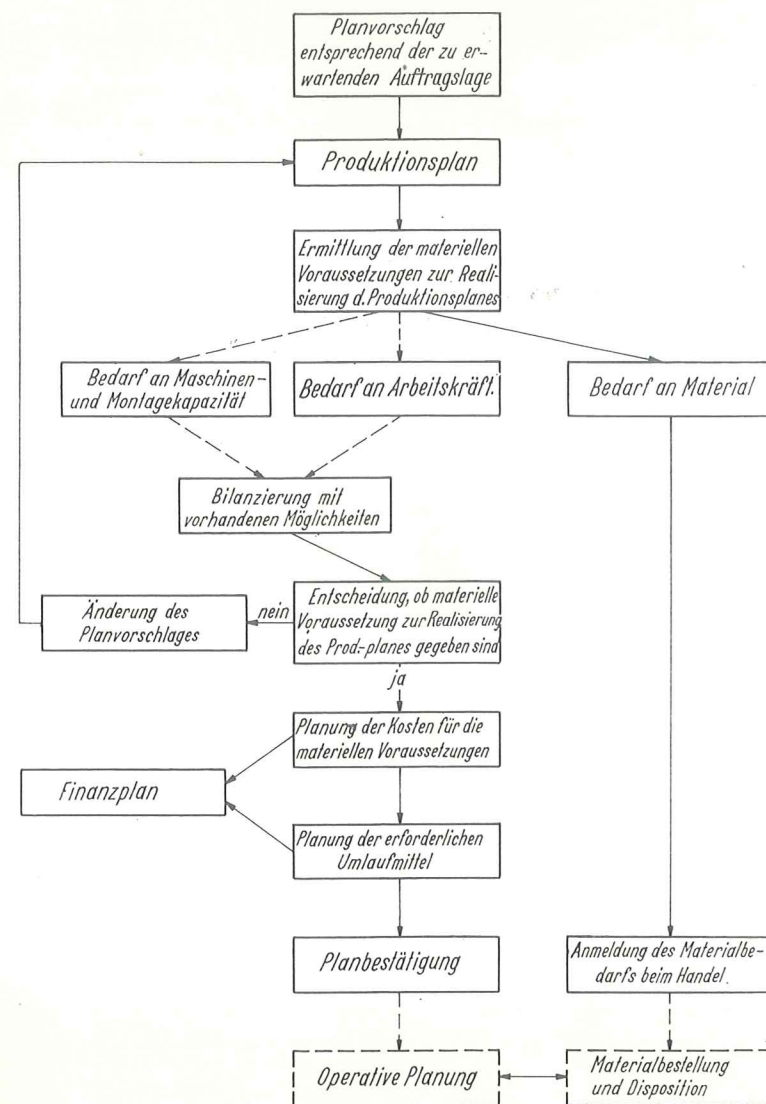 Planvorschlag
entsprechend der zu er-
wartenden Auftragslage
Produktionsplan
Ermittlung der materiellen
Voraussetzungen zur Reali-
sierung d. Produktionsplanes
Bedarf an Maschinen-
und Montagekapazität
Bedarf an Arbeitskräft.
Bedarf an Material
Bilanzierung mit
vorhandenen Möglichkeiten
Änderung des
Planvorschlages
nein
Entscheidung, ob materielle
Voraussetzung zur Realisierung
des Prod.-planes gegeben sind
ja
Planung der Kosten für die
materiellen Voraussetzungen
Finanzplan
Planung der erforderlichen
Umlaufmittel
Planbestätigung
Anmeldung des Materialbe-
darfs beim Handel
Operative Planung
Materialbestellung
und Disposition